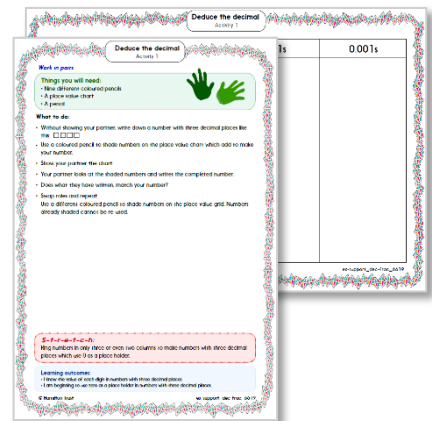 Deduce the decimal
Activity 1
1s
0.001s
ex-support_dec-frac_6619
Deduce the decimal
Activity 1
Work in pairs
Things you will need:
• Nine different coloured pencils
• A place value chart
• A pencil
What to do:
• Without showing your partner, write down a number with three decimal places like
this
• Use a coloured pencil to shade numbers on the place value chart which add to make
your number.
• Show your partner the chart
• Your partner looks at the shaded numbers and writes the completed number.
• Does what they have written, match your number?
• Swap roles and repeat
Use a different coloured pencil to shade numbers on the place value grid. Numbers
already shaded cannot be re used.
S-t-r-e-t-c-h:
Ring numbers in only three or even two columns to make numbers with three decimal
places which use 0 as a place holder.
Learning outcomes:
• I know the value of each digit in numbers with three decimal places
• I am beginning to use zero as a place holder in numbers with three decimal places.
© Hamilton Trust